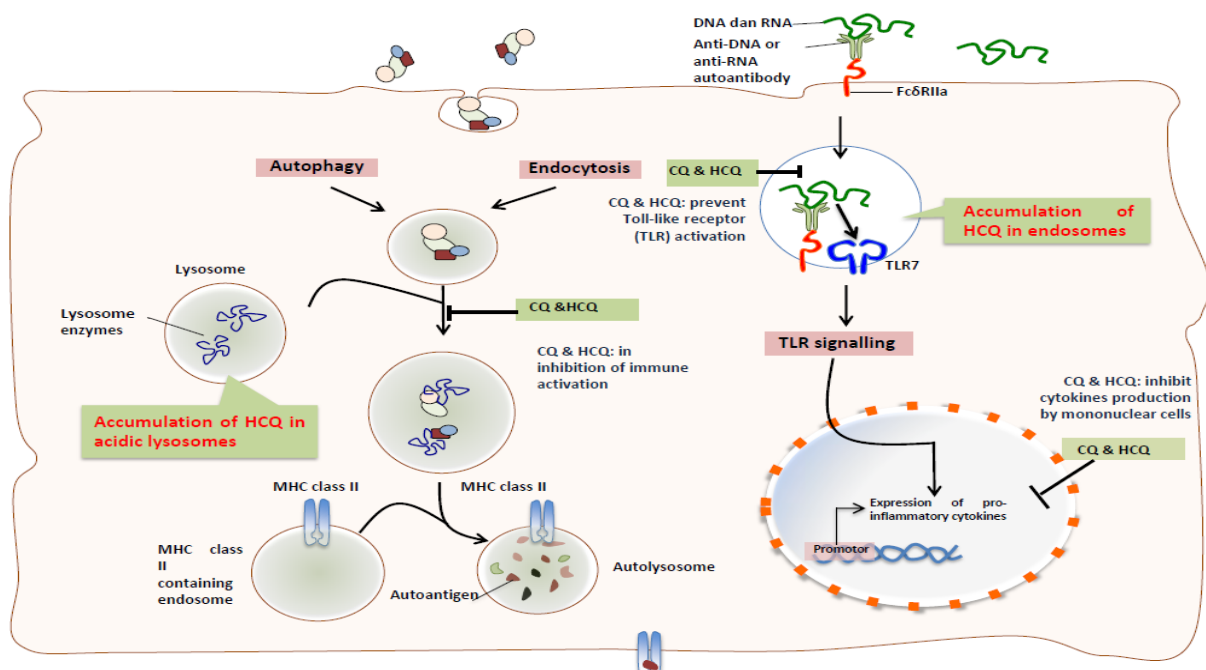 DNA dan RNA
Anti-DNA or
anti-RNA
autoantibody
FcδRIIa
Autophagy
Endocytosis
CQ & HCQ
CQ & HCQ: prevent
Toll-like receptor
(TLR) activation
Accumulation of
HCQ in endosomes
TLR7
Lysosome
Lysosome
enzymes
CQ &HCQ
CQ & HCQ: in
inhibition of immune
activation
TLR signalling
Accumulation of HCQ in
acidic lysosomes
CQ & HCQ: inhibit
cytokines production
by mononuclear cells
CQ & HCQ
MHC class II
MHC class II
Expression of pro-
inflammatory cytokines
Promotor
MHC class
II
containing
endosome
Autolysosome
Autoantigen